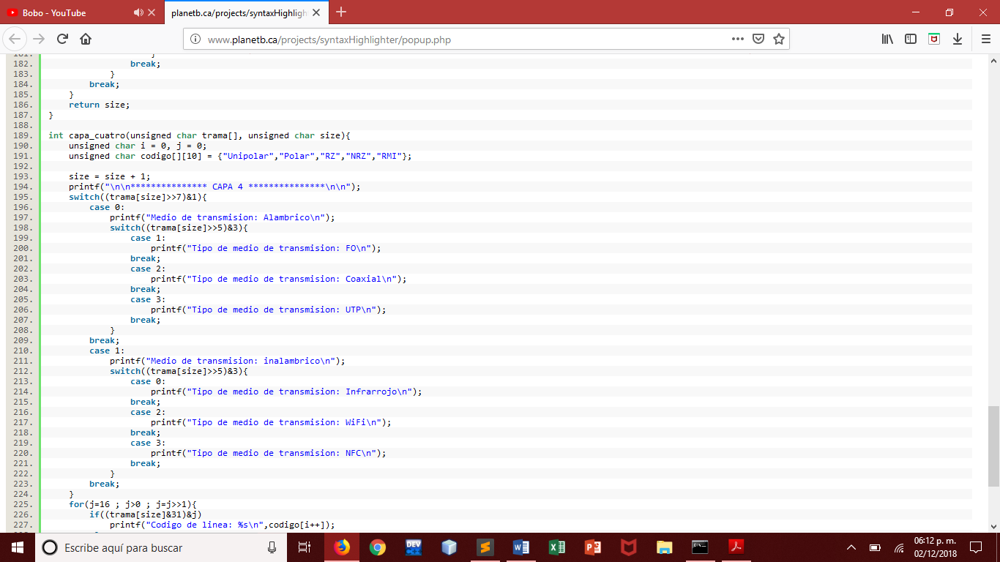 Bobo - YouTube
planetb.ca/projects/syntaxHighligh
www.planetb.ca/projects/syntaxHighlighter/popup.php
181. }
182. break;
183. }
184. break;
185. }
186. return size;
187. }
188.
189. int capa_cuatro(unsigned char trama[], unsigned char size){
190. unsigned char i = 0, j = 0;
191. unsigned char codigo[][10] = {"Unipolar","Polar","RZ","NRZ","RMI"};
192.
193. size = size + 1;
194. printf("\n\n*************** CAPA 4 ***************\n\n");
195. switch((trama[size]>>7)&1){
196. case 0:
197. printf("Medio de transmision: Alambrico\n");
198. switch((trama[size]>>5)&3){
199. case 1:
200. printf("Tipo de medio de transmision: FO\n");
201. break;
202. case 2:
203. printf("Tipo de medio de transmision: Coaxial\n");
204. break;
205. case 3:
206. printf("Tipo de medio de transmision: UTP\n");
207. break;
208. }
209. break;
210. case 1:
211. printf("Medio de transmision: inalambrico\n");
212. switch((trama[size]>>5)&3){
213. case 0:
214. printf("Tipo de medio de transmision: Infrarrojo\n");
215. break;
216. case 2:
217. printf("Tipo de medio de transmision: WiFi\n");
218. break;
219. case 3:
220. printf("Tipo de medio de transmision: NFC\n");
221. break;
222. }
223. break;
224. }
225. for(j=16 ; j>0 ; j=j>>1){
226. if((trama[size]&31)&j)
227. printf("Codigo de linea: %s\n",codigo[i++]);
Escribe aquí para buscar
DEV
06:12 p. m.
02/12/2018